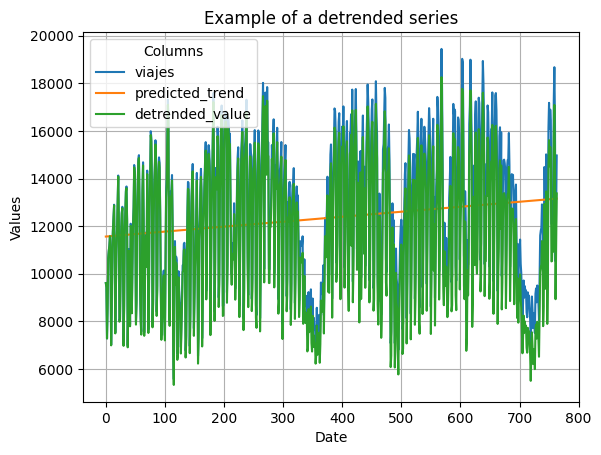 Example of a detrended series
Columns
viajes
predicted_trend
detrended_value
Values
20000
18000
16000
14000
12000
10000
8000
6000
0 100 200 300 400 500 600 700 800
Date